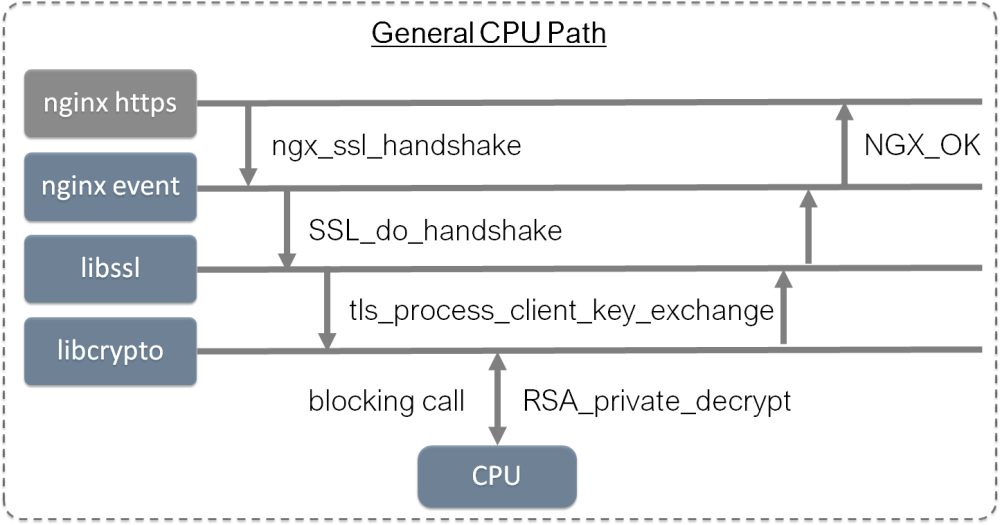 General CPU Path
nginx https
ngx_ssl_handshake
NGX_OK
nginx event
SSL_do_handshake
libssl
tls_process_client_key_exchange
libcrypto
blocking call
RSA_private_decrypt
CPU